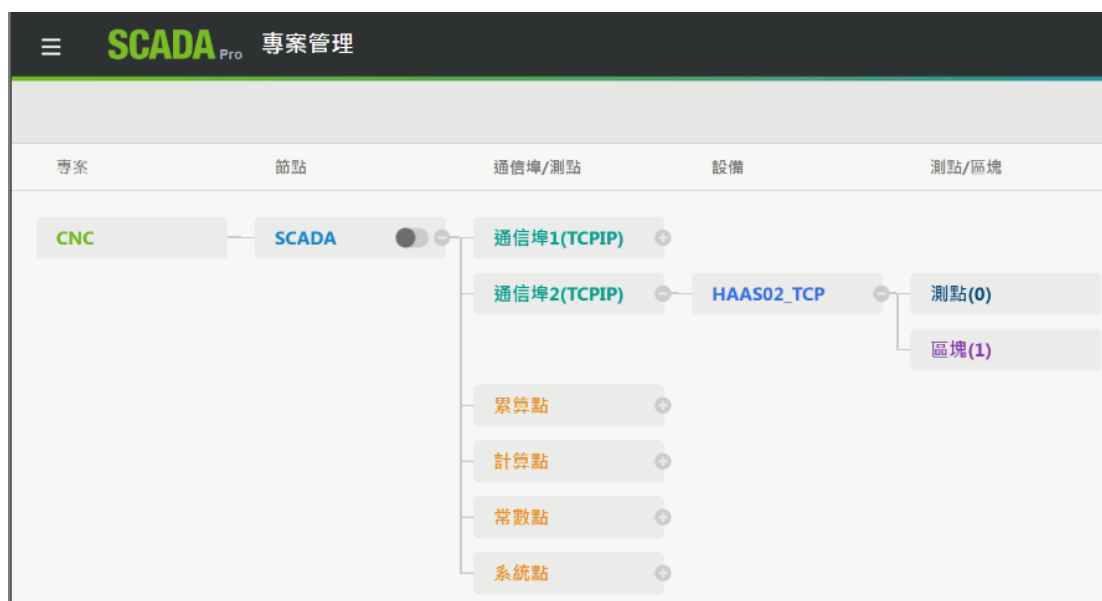 SCADA Pro 專案管理
專案 節點 通信埠/測點 設備 測點/區塊
CNC SCADA 通信埠1(TCPIP)
通信埠2(TCPIP) HAAS02_TCP 測點(0)
區塊(1)
累算點
計算點
常數點
系統點